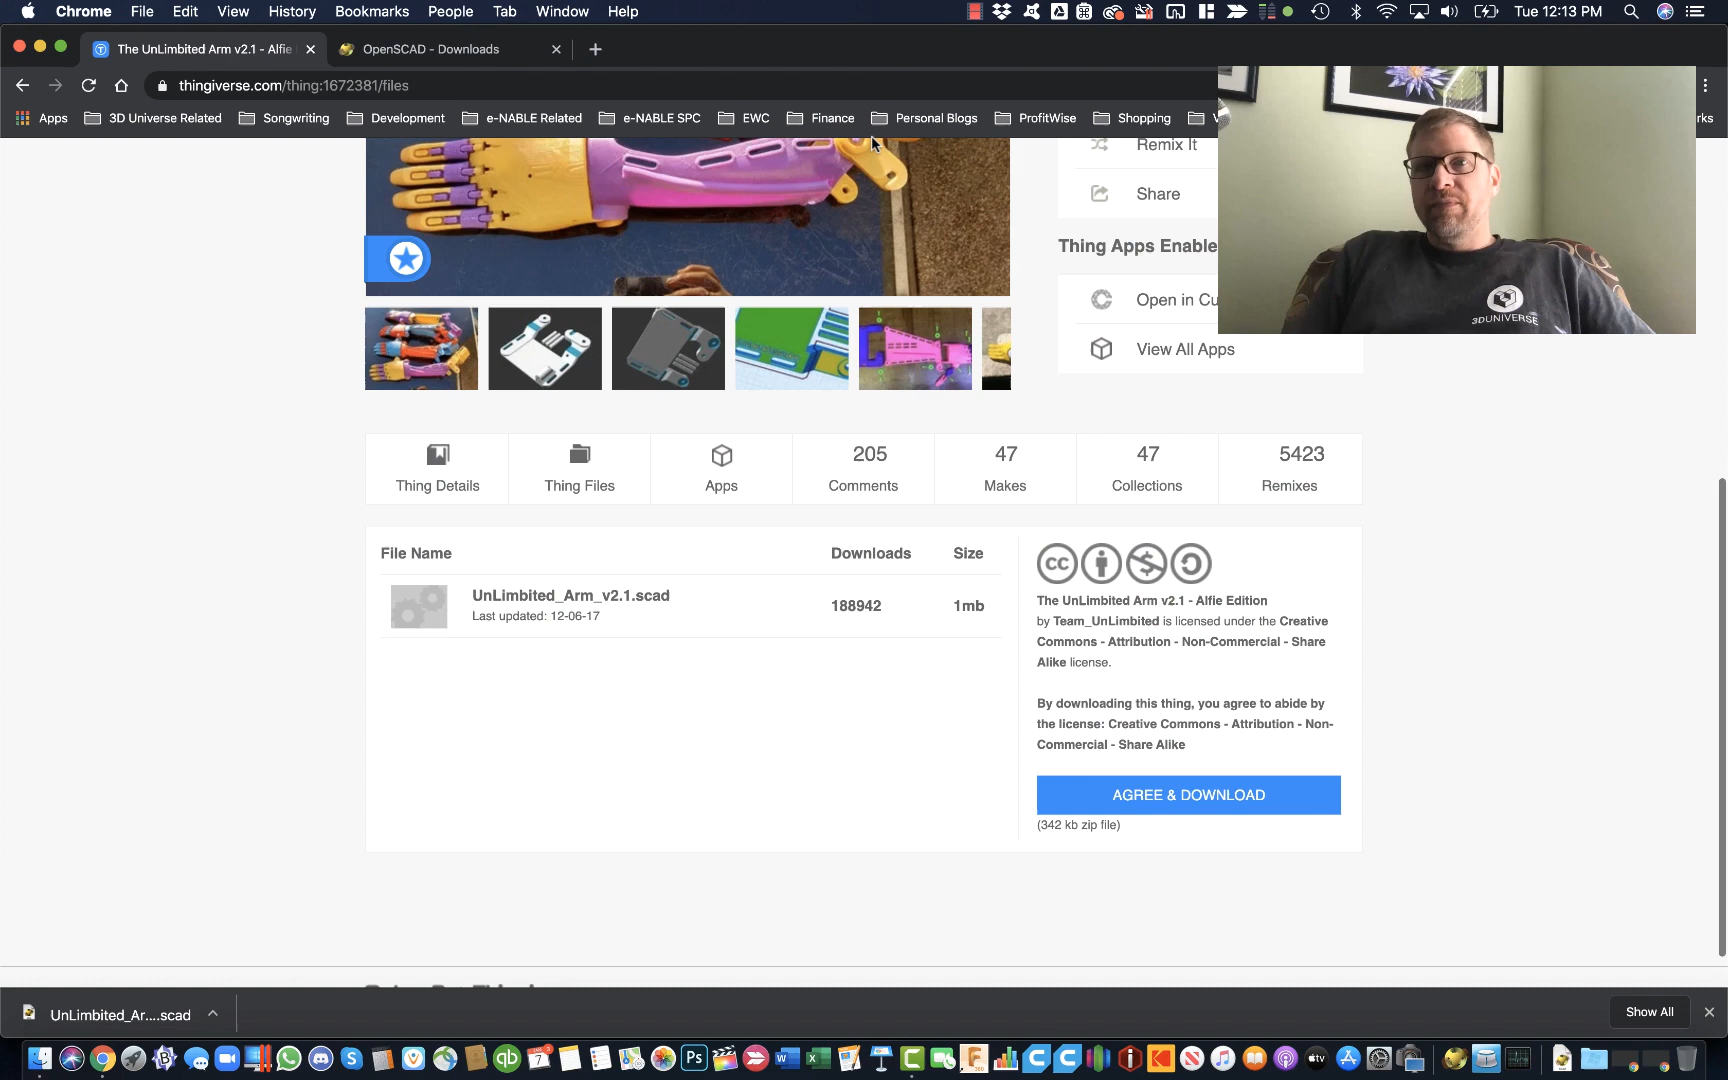 Chrome File Edit View History Bookmarks People Tab Window Help Tue 12:13 PM
The UnLimbited Arm v2.1 - Alfie
OpenSCAD - Downloads
thingiverse.com/thing:1672381/files
Apps 3D Universe Related Songwriting Development e-NABLE Related e-NABLE SPC EWC Finance Personal Blogs ProfitWise Shopping
Remix It
Share
Thing Apps Enable
Open in Cu
View All Apps
3DUNIVERSE
205 47 47 5423
Thing Details Thing Files Apps Comments Makes Collections Remixes
File Name Downloads Size
UnLimbited_Arm_v2.1.scad
Last updated: 12-06-17
188942 1mb
cc
The UnLimbited Arm v2.1 - Alfie Edition
by Team_UnLimbited is licensed under the Creative
Commons - Attribution - Non-Commercial - Share
Alike license.
By downloading this thing, you agree to abide by
the license: Creative Commons - Attribution - Non-
Commercial - Share Alike
AGREE & DOWNLOAD
(342 kb zip file)
UnLimbited_Ar....scad
Show All